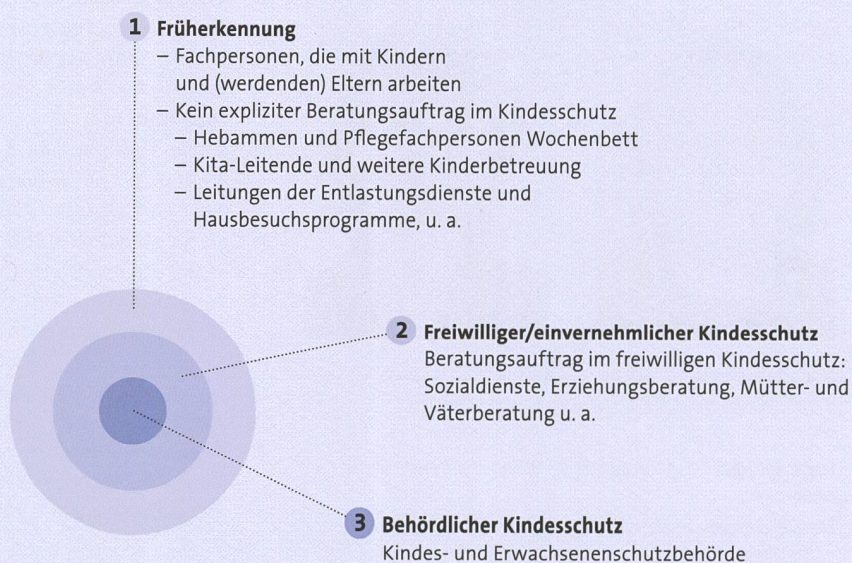 1 Früherkennung
– Fachpersonen, die mit Kindern
und (werdenden) Eltern arbeiten
– Kein expliziter Beratungsauftrag im Kindesschutz
– Hebammen und Pflegefachpersonen Wochenbett
– Kita-Leitende und weitere Kinderbetreuung
– Leitungen der Entlastungsdienste und
Hausbesuchsprogramme, u. a.
2 Freiwilliger/einvernehmlicher Kindesschutz
Beratungsauftrag im freiwilligen Kindesschutz:
Sozialdienste, Erziehungsberatung, Mütter- und
Väterberatung u. a.
3 Behördlicher Kindesschutz
Kindes- und Erwachsenenschutzbehörde